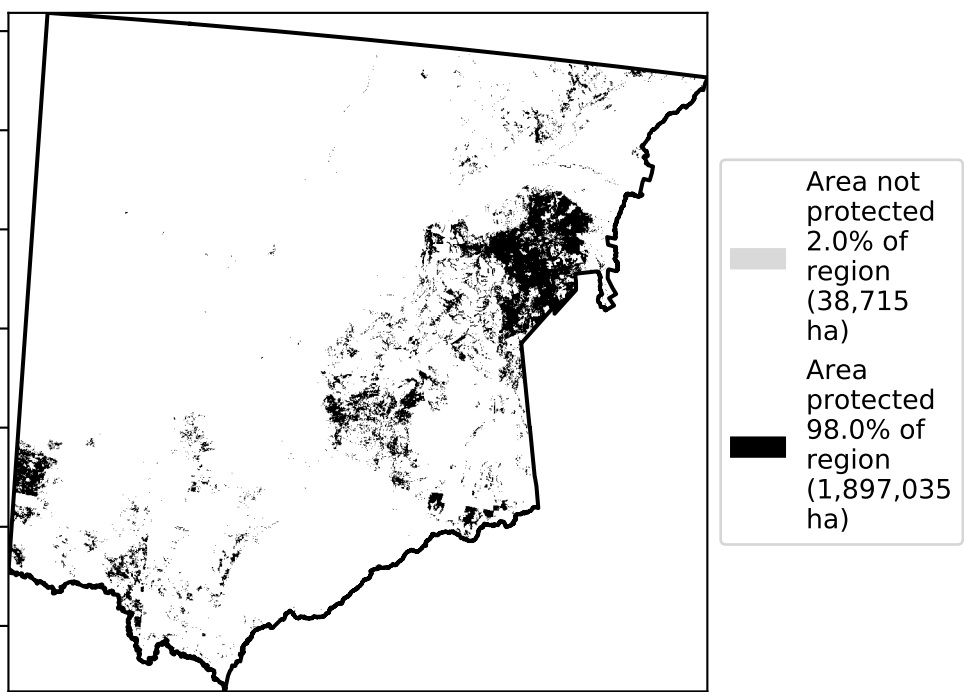 Area not
protected
2.0% of
region
(38,715
ha)
Area
protected
98.0% of
region
(1,897,035
ha)